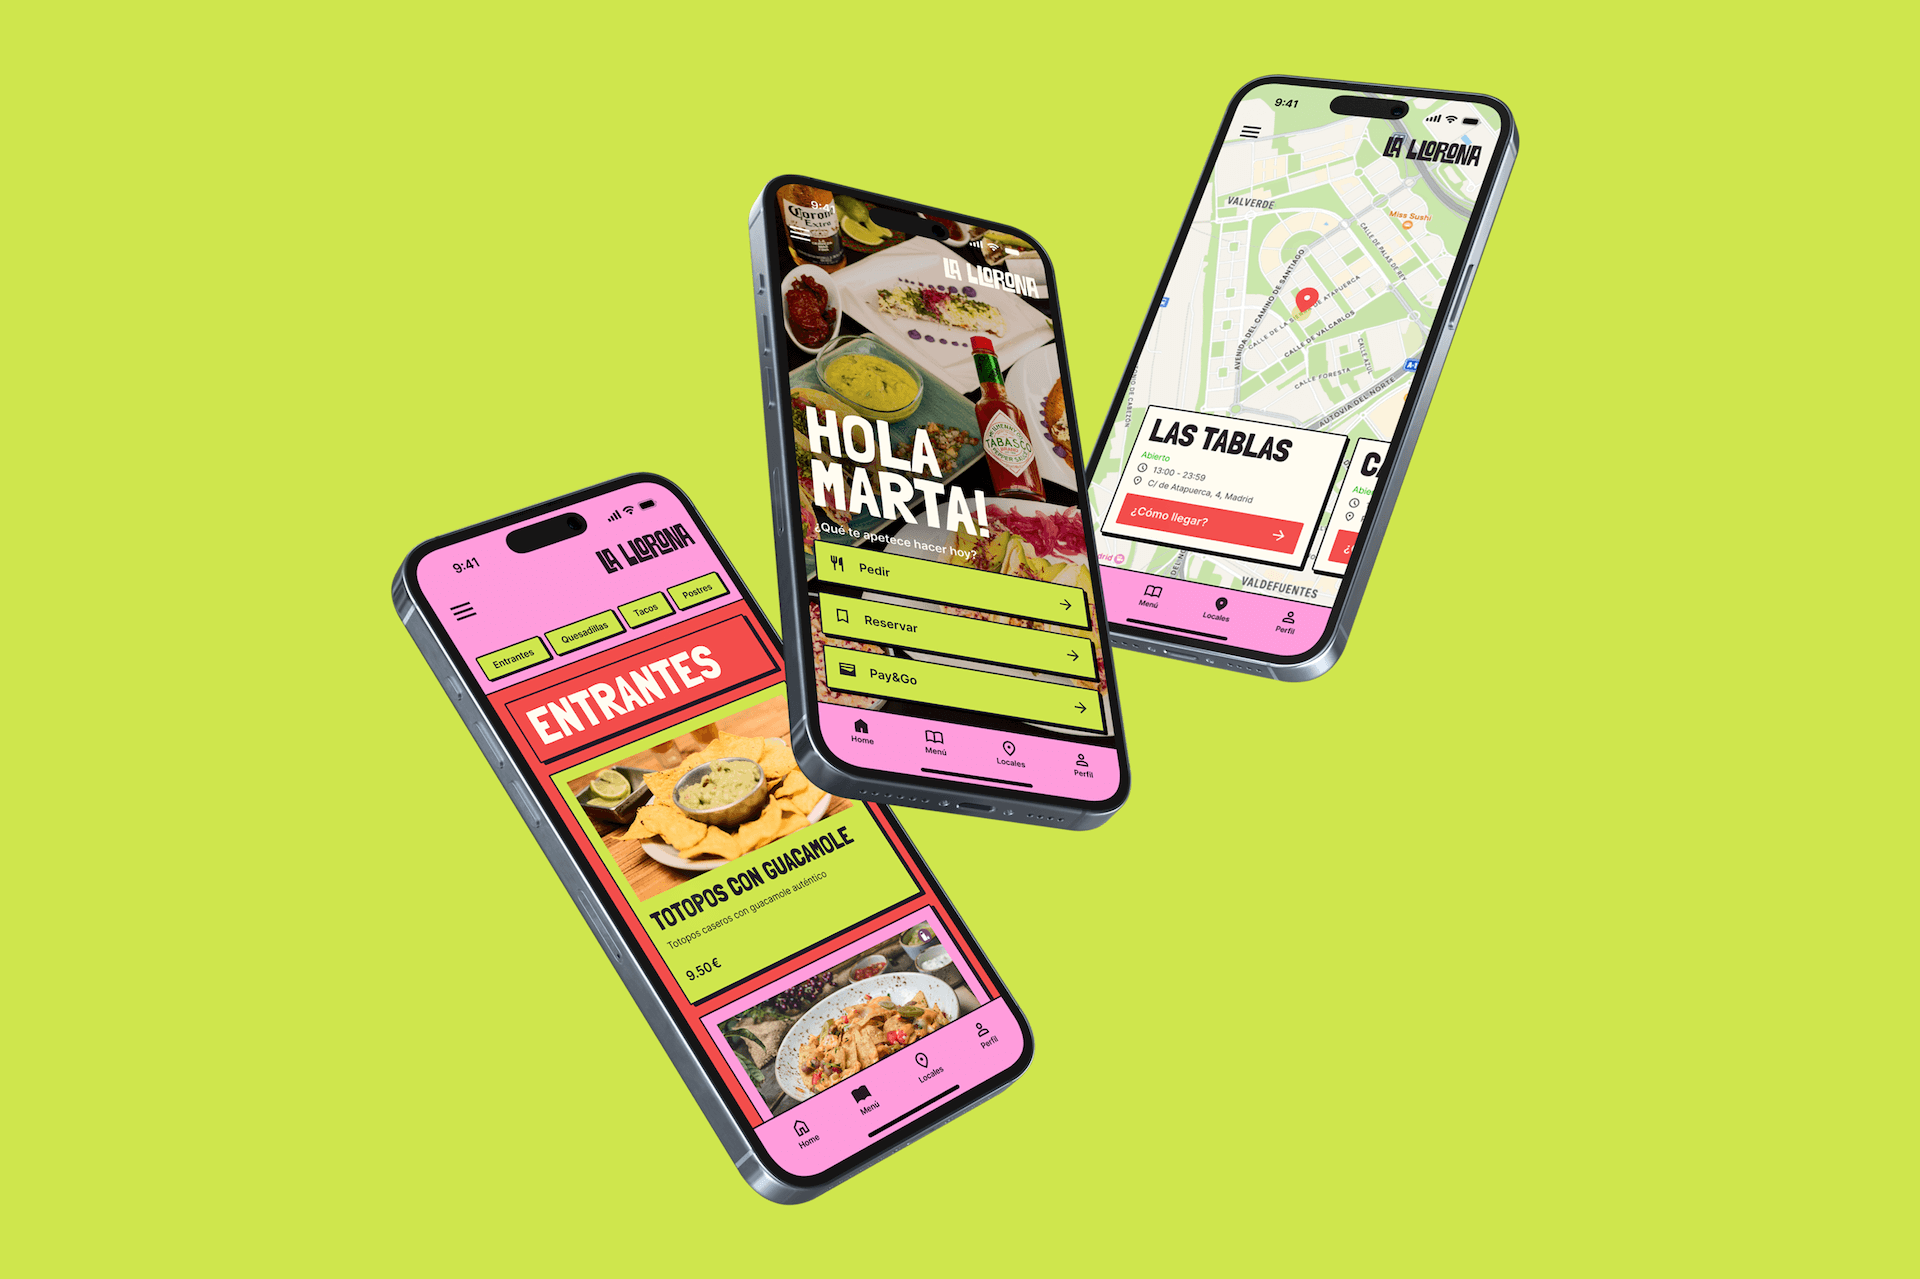 9:41
LA LLORONA
Entrantes
Quesadillas
Tacos
Postres
ENTRANTES
TOTOPOS CON GUACAMOLE
Totopos caseros con guacamole auténtico
9.50€
Home
Menú
Locales
Perfil
9:41
Corona
Extra
LA LLORONA
TABASCO
PEPPER SAUCE
HOLA
MARTA!
¿Qué te apetece hacer hoy?
Pedir
Reservar
Pay&Go
Home
Menú
Locales
Perfil
9:41
LA LLORONA
VALVERDE
Miss Sushi
CALLE DE PALAS DE REY
AVENIDA DEL CAMINO DE SANTIAGO
DE ATAPUERCA
CALLE DE VALCARLOS
CALLE AZUL
CALLE FORESTA
AUTOVIA DEL NORTE
LAS TABLAS
Abierto
13:00 - 23:59
C/ de Atapuerca, 4, Madrid
¿Cómo llegar?
VALDEFUENTES
Menú
Locales
Perfil